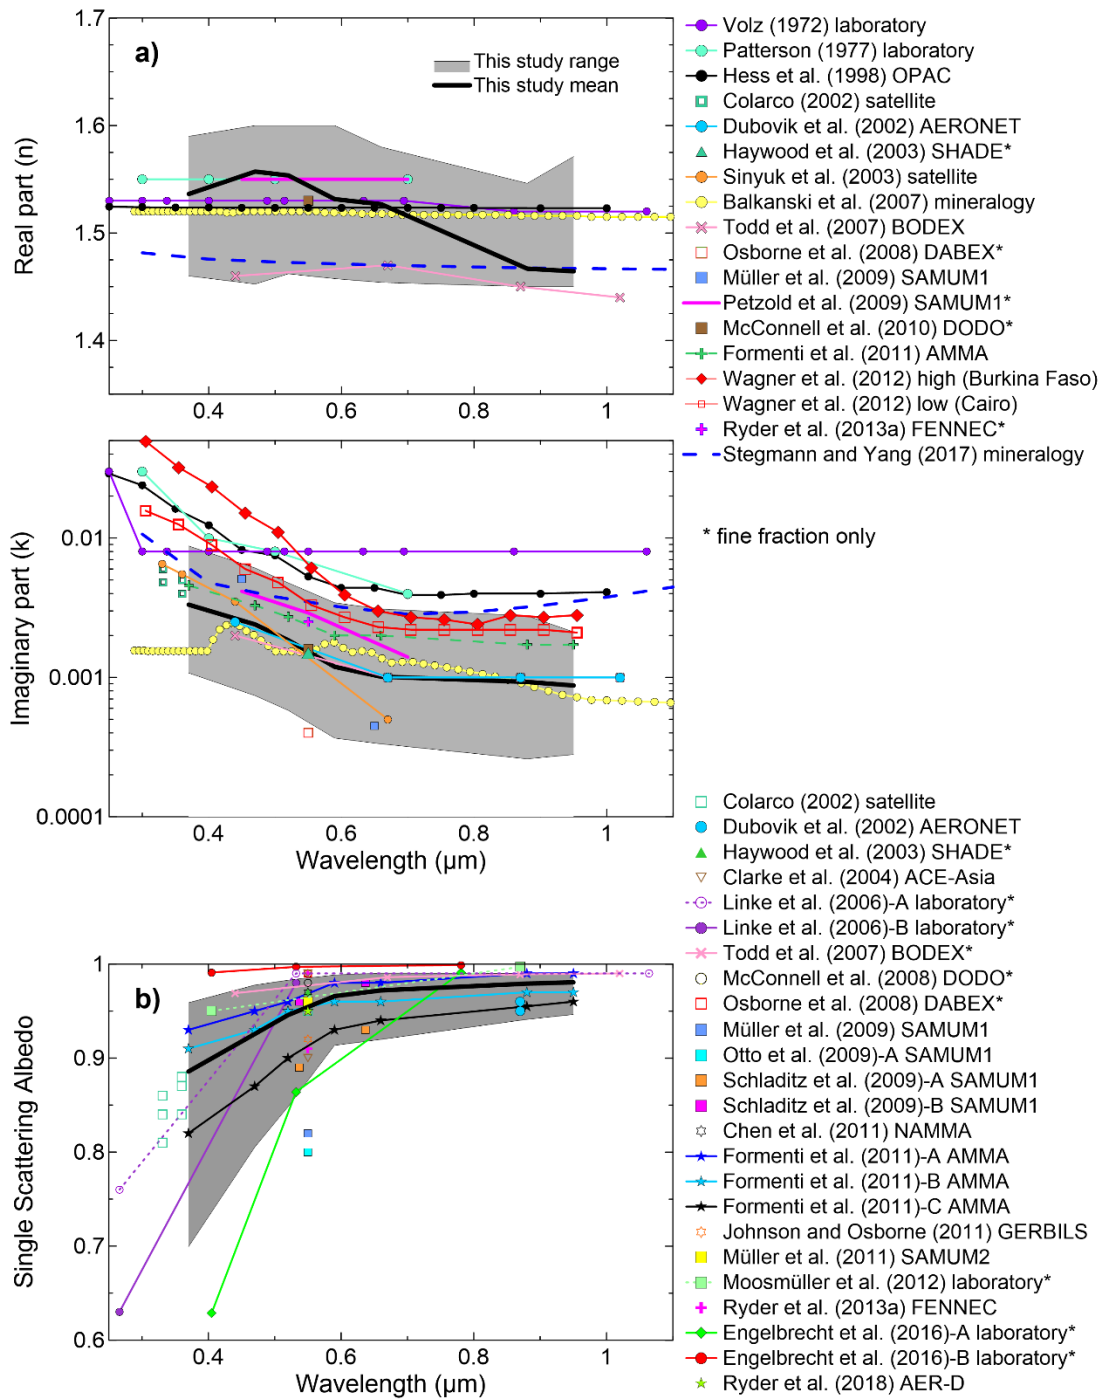 a)
This study range
This study mean
1.7
1.6
1.5
1.4
Real part (n)
0.4
0.6
0.8
1
Volz (1972) laboratory
Patterson (1977) laboratory
Hess et al. (1998) OPAC
Colarco (2002) satellite
Dubovik et al. (2002) AERONET
Haywood et al. (2003) SHADE*
Sinyuk et al. (2003) satellite
Balkanski et al. (2007) mineralogy
Todd et al. (2007) BODEX
Osborne et al. (2008) DABEX*
Müller et al. (2009) SAMUM1
Petzold et al. (2009) SAMUM1*
McConnell et al. (2010) DODO*
Formenti et al. (2011) AMMA
Wagner et al. (2012) high (Burkina Faso)
Wagner et al. (2012) low (Cairo)
Ryder et al. (2013a) FENNEC*
Stegmann and Yang (2017) mineralogy
* fine fraction only
0.01
0.001
0.0001
Imaginary part (k)
0.4
0.6
0.8
1
Wavelength (μm)
b)
1
0.9
0.8
0.7
0.6
Single Scattering Albedo
0.4
0.6
0.8
1
Wavelength (μm)
Colarco (2002) satellite
Dubovik et al. (2002) AERONET
Haywood et al. (2003) SHADE*
Clarke et al. (2004) ACE-Asia
Linke et al. (2006)-A laboratory*
Linke et al. (2006)-B laboratory*
Todd et al. (2007) BODEX*
McConnell et al. (2008) DODO*
Osborne et al. (2008) DABEX*
Müller et al. (2009) SAMUM1
Otto et al. (2009)-A SAMUM1
Schladitz et al. (2009)-A SAMUM1
Schladitz et al. (2009)-B SAMUM1
Chen et al. (2011) NAMMA
Formenti et al. (2011)-A AMMA
Formenti et al. (2011)-B AMMA
Formenti et al. (2011)-C AMMA
Johnson and Osborne (2011) GERBILS
Müller et al. (2011) SAMUM2
Moosmüller et al. (2012) laboratory*
Ryder et al. (2013a) FENNEC
Engelbrecht et al. (2016)-A laboratory*
Engelbrecht et al. (2016)-B laboratory*
Ryder et al. (2018) AER-D